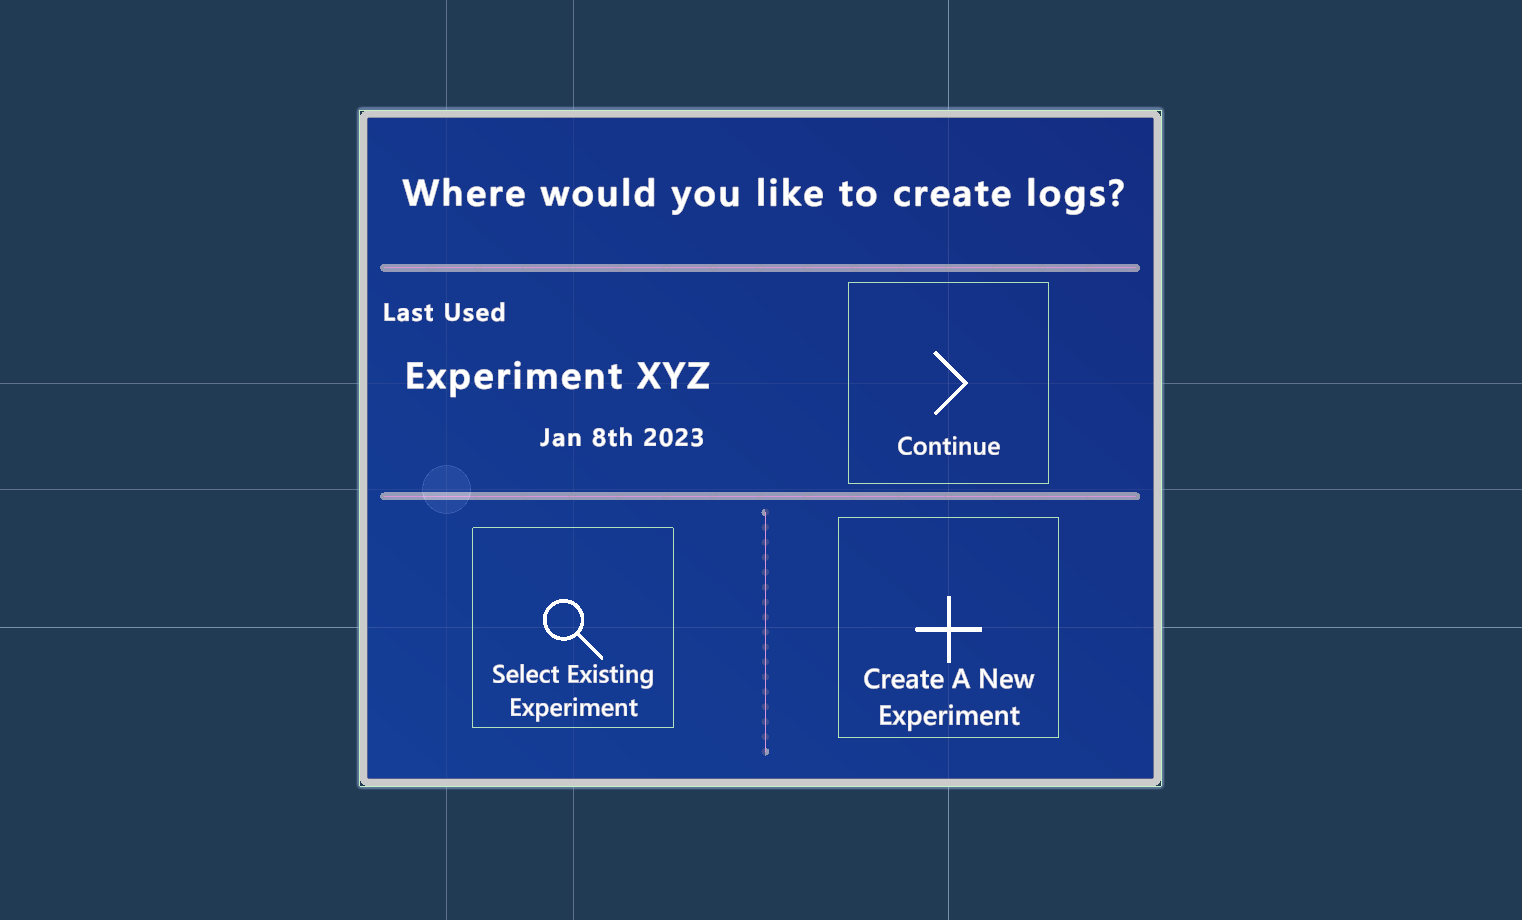 Where would you like to create logs?
Last Used
Experiment XYZ
Jan 8th 2023
Continue
Select Existing
Experiment
Create A New
Experiment